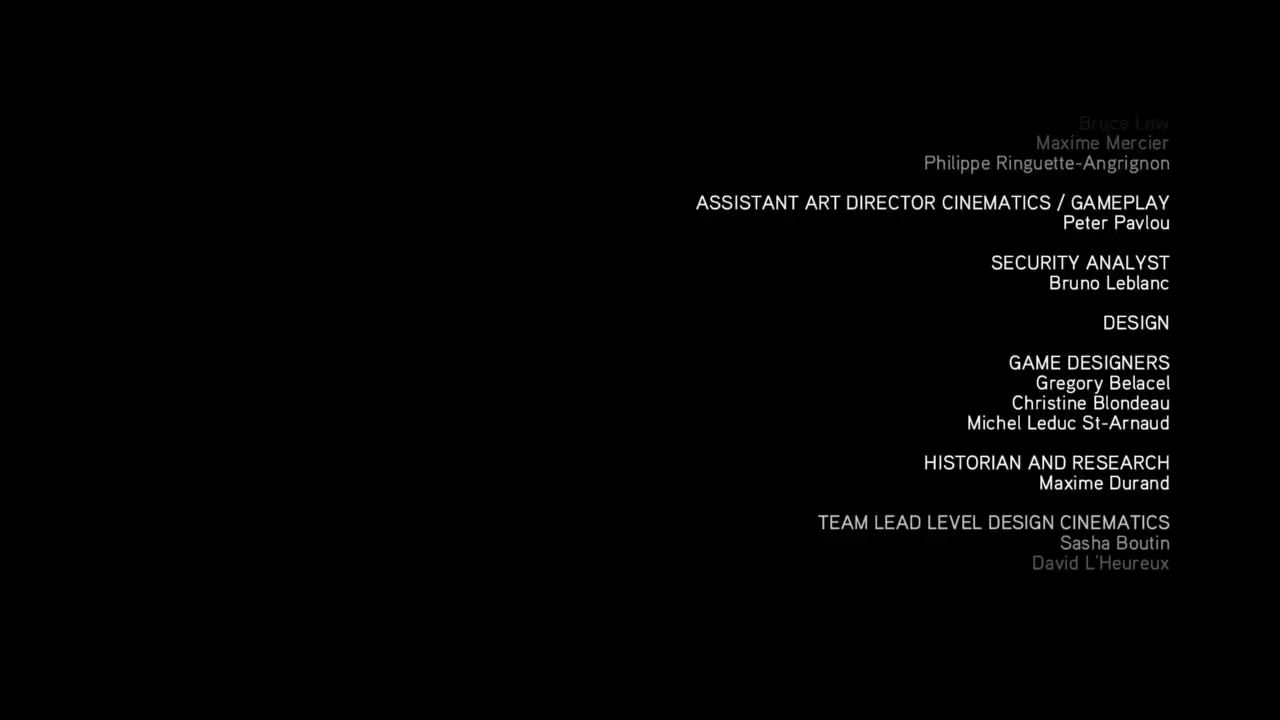 Bruce Low
Maxime Mercier
Philippe Ringuette-Angrignon
ASSISTANT ART DIRECTOR CINEMATICS / GAMEPLAY
Peter Pavlou
SECURITY ANALYST
Bruno Leblanc
DESIGN
GAME DESIGNERS
Gregory Belacel
Christine Blondeau
Michel Leduc St-Arnaud
HISTORIAN AND RESEARCH
Maxime Durand
TEAM LEAD LEVEL DESIGN CINEMATICS
Sasha Boutin
David L'Heureux